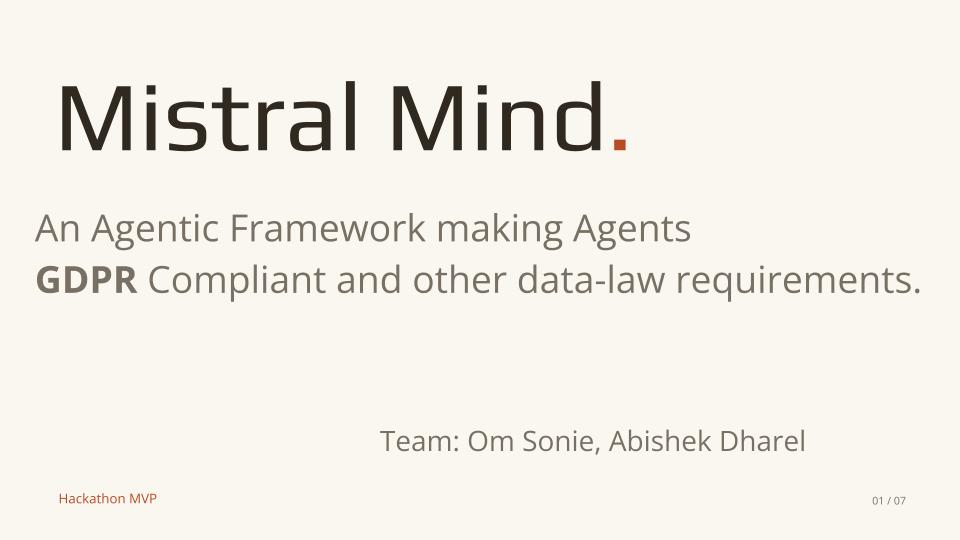 Mistral Mind.
An Agentic Framework making Agents
GDPR Compliant and other data-law requirements.
Team: Om Sonie, Abishek Dharel
Hackathon MVP
01 / 07